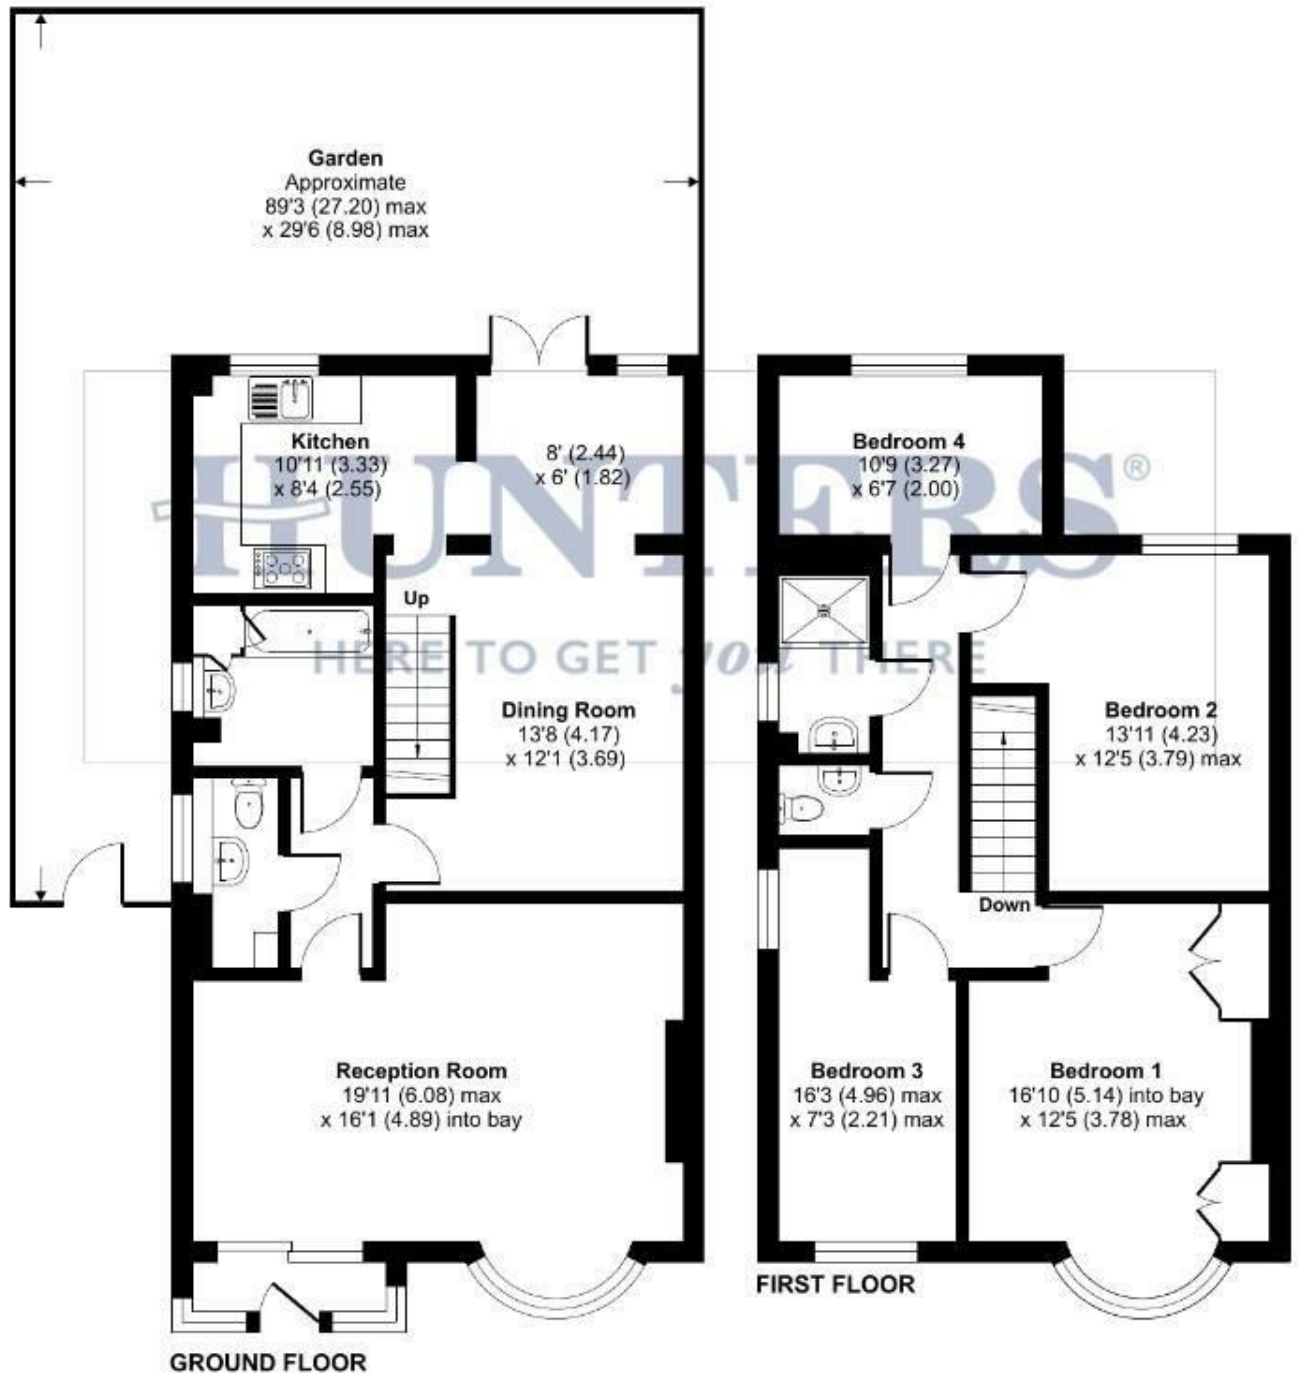 Garden
Approximate
89'3 (27.20) max
x 29'6 (8.98) max
Kitchen
10'11 (3.33)
x 8'4 (2.55)
8' (2.44)
x 6' (1.82)
Up
Dining Room
13'8 (4.17)
x 12'1 (3.69)
Reception Room
19'11 (6.08) max
x 16'1 (4.89) into bay
GROUND FLOOR
Bedroom 4
10'9 (3.27)
x 6'7 (2.00)
Bedroom 2
13'11 (4.23)
x 12'5 (3.79) max
Down
Bedroom 3
16'3 (4.96) max
x 7'3 (2.21) max
Bedroom 1
16'10 (5.14) into bay
x 12'5 (3.78) max
FIRST FLOOR
HUNTERS®
HERE TO GET you THERE